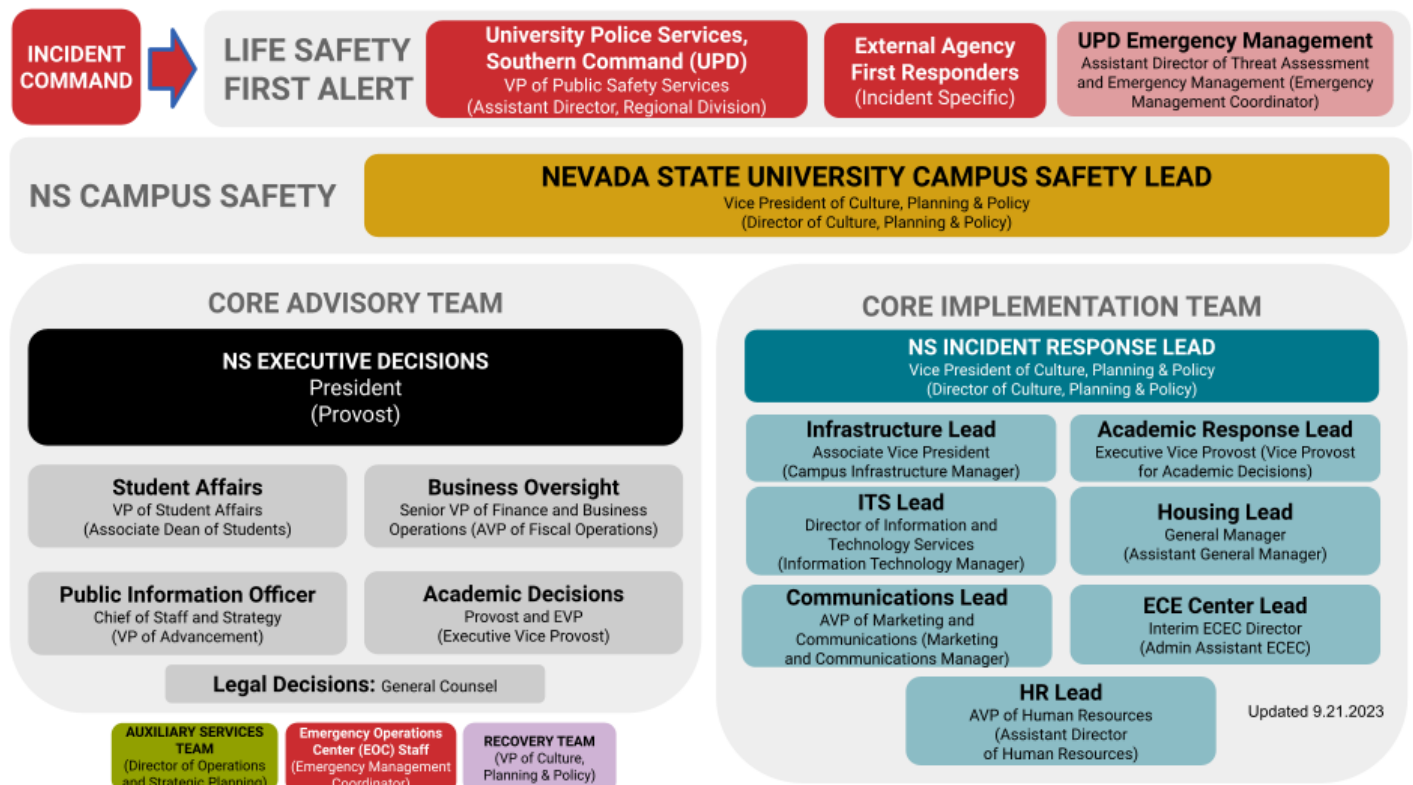 INCIDENT
COMMAND
LIFE SAFETY
FIRST ALERT
University Police Services,
Southern Command (UPD)
VP of Public Safety Services
(Assistant Director, Regional Division)
External Agency
First Responders
(Incident Specific)
UPD Emergency Management
Assistant Director of Threat Assessment
and Emergency Management (Emergency
Management Coordinator)
NS CAMPUS SAFETY
NEVADA STATE UNIVERSITY CAMPUS SAFETY LEAD
Vice President of Culture, Planning & Policy
(Director of Culture, Planning & Policy)
CORE ADVISORY TEAM
NS EXECUTIVE DECISIONS
President
(Provost)
Student Affairs
VP of Student Affairs
(Associate Dean of Students)
Business Oversight
Senior VP of Finance and Business
Operations (AVP of Fiscal Operations)
Public Information Officer
Chief of Staff and Strategy
(VP of Advancement)
Academic Decisions
Provost and EVP
(Executive Vice Provost)
Legal Decisions: General Counsel
AUXILIARY SERVICES
TEAM
(Director of Operations
and Strategic Planning)
Emergency Operations
Center (EOC) Staff
(Emergency Management
Coordinator)
RECOVERY TEAM
(VP of Culture,
Planning & Policy)
CORE IMPLEMENTATION TEAM
NS INCIDENT RESPONSE LEAD
Vice President of Culture, Planning & Policy
(Director of Culture, Planning & Policy)
Infrastructure Lead
Associate Vice President
(Campus Infrastructure Manager)
Academic Response Lead
Executive Vice Provost (Vice Provost
for Academic Decisions)
ITS Lead
Director of Information and
Technology Services
(Information Technology Manager)
Housing Lead
General Manager
(Assistant General Manager)
Communications Lead
AVP of Marketing and
Communications (Marketing
and Communications Manager)
ECE Center Lead
Interim ECEC Director
(Admin Assistant ECEC)
HR Lead
AVP of Human Resources
(Assistant Director
of Human Resources)
Updated 9.21.2023